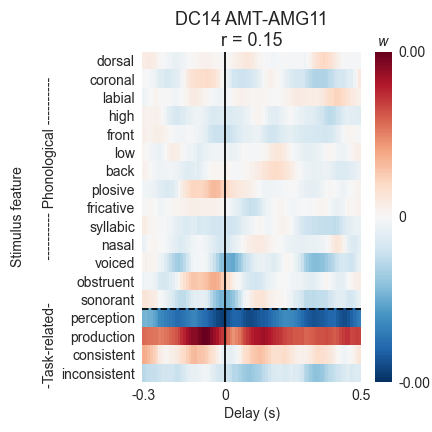 DC14 AMT-AMG11
r = 0.15
w
Stimulus feature
-Task-related- ---------- Phonological ----------
dorsal
coronal
labial
high
front
low
back
plosive
fricative
syllabic
nasal
voiced
obstruent
sonorant
perception
production
consistent
inconsistent
0.00
0
-0.00
-0.3 0 0.5
Delay (s)